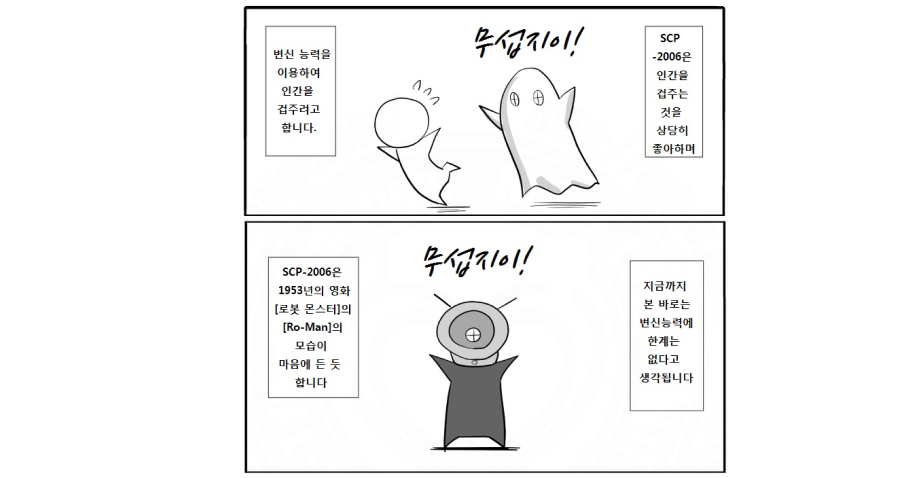 SCP
-2006은
인간을
겁주는
것을
상당히
좋아하며
무섭지이!
변신 능력을
이용하여
인간을
겁주려고
합니다.
지금까지
본 바로는
변신능력에
한계는
없다고
생각됩니다
무섭지이!
SCP-2006은
1953년의 영화
[로봇 몬스터]의
[Ro-Man]의
모습이
마음에 든 듯
합니다